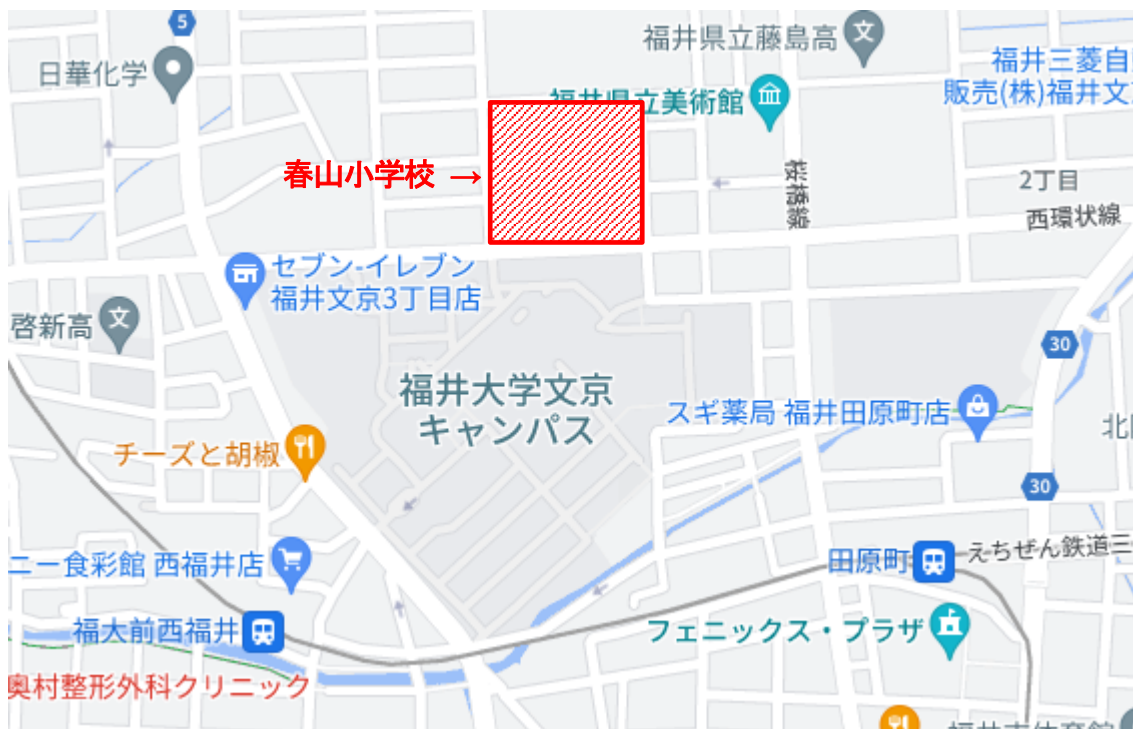 5
福井県立藤島高
日華化学
福井三菱自
販売(株)福井文
福井県立美術館
春山小学校 →
桜橋線
2丁目
西環状線
セブン-イレブン
福井文京3丁目店
啓新高
30
福井大学文京
キャンパス
スギ薬局 福井田原町店
チーズと胡椒
30
ニー食彩館 西福井店
田原町
えちぜん鉄道三
福大前西福井
フェニックス・プラザ
奥村整形外科クリニック